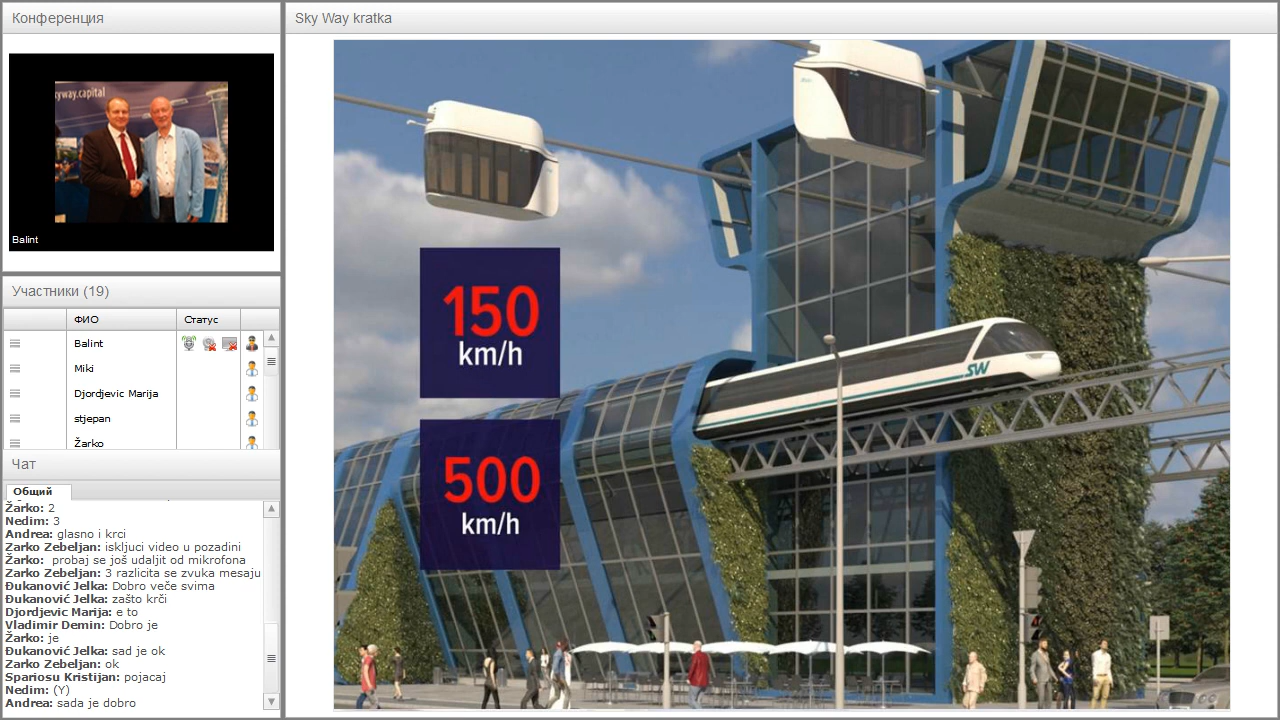 Конференция
Sky Way kratka
yway.capital
Balint
Участники (19)
ФИО Статус
Balint
Miki
Djordjevic Marija
stjepan
Žarko
Чат
Общий
Žarko: 2
Nedim: 3
Andrea: glasno i krci
Zarko Zebeljan: iskljuci video u pozadini
Žarko: probaj se još udaljit od mikrofona
Zarko Zebeljan: 3 razlicita se zvuka mesaju
Đukanović Jelka: Dobro veče svima
Đukanović Jelka: zašto krči
Djordjevic Marija: e to
Vladimir Demin: Dobro je
Žarko: je
Đukanović Jelka: sad je ok
Zarko Zebeljan: ok
Spariosu Kristijan: pojacaj
Nedim: (Y)
Andrea: je
150
km/h
500
km/h
SW